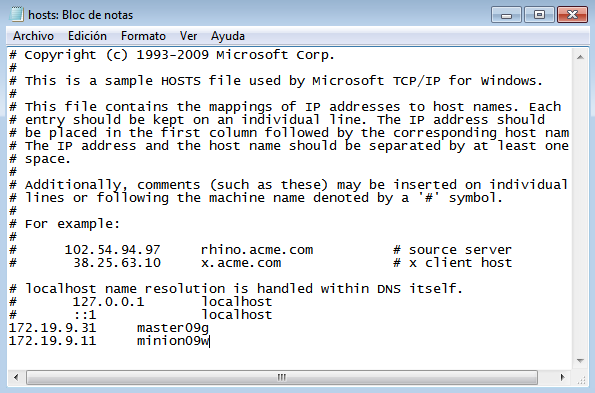 hosts: Bloc de notas
Archivo Edición Formato Ver Ayuda
# Copyright (c) 1993-2009 Microsoft Corp.
#
# This is a sample HOSTS file used by Microsoft TCP/IP for Windows.
#
# This file contains the mappings of IP addresses to host names. Each
# entry should be kept on an individual line. The IP address should
# be placed in the first column followed by the corresponding host nam
# The IP address and the host name should be separated by at least one
# space.
#
# Additionally, comments (such as these) may be inserted on individual
# lines or following the machine name denoted by a '#' symbol.
#
# For example:
#
#      102.54.94.97     rhino.acme.com          # source server
#       38.25.63.10     x.acme.com              # x client host

# localhost name resolution is handled within DNS itself.
#       127.0.0.1       localhost
#       ::1             localhost
172.19.9.31     master09g
172.19.9.11     minion09w